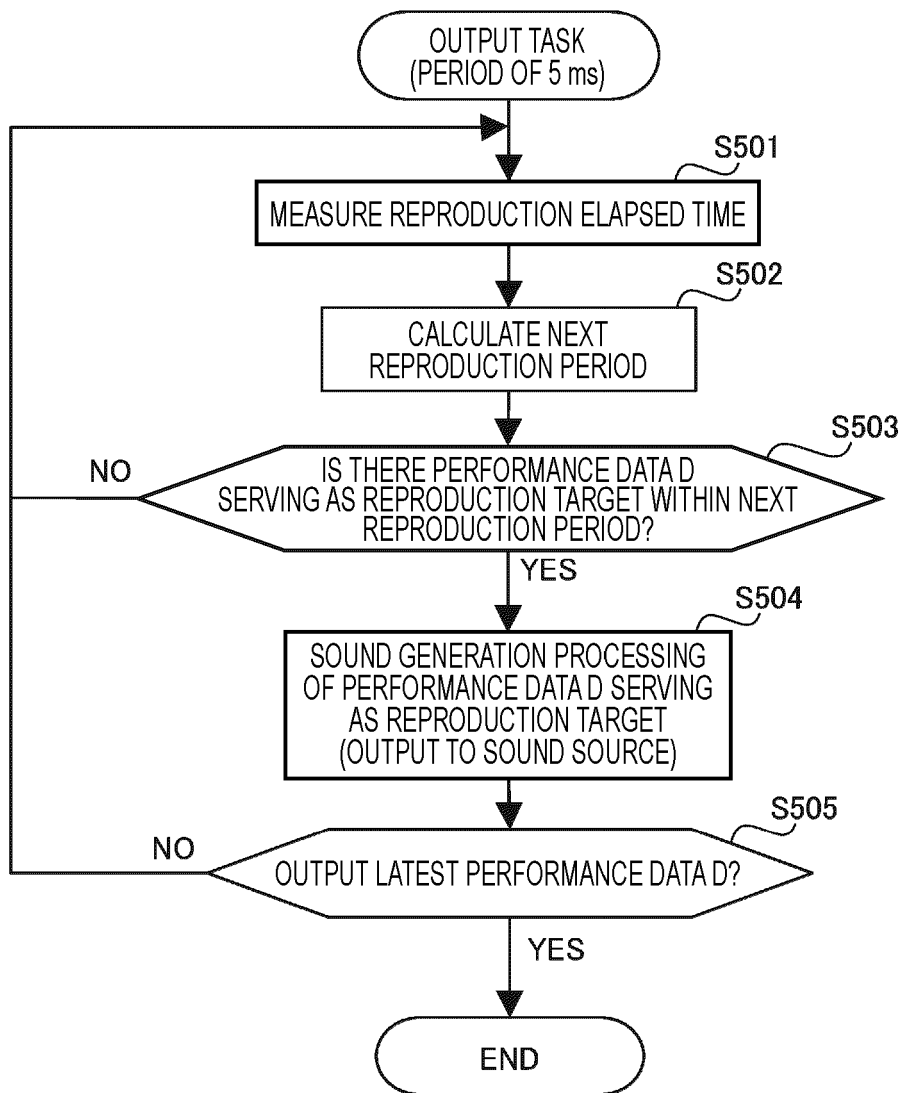 OUTPUT TASK
(PERIOD OF 5 ms)
S501
MEASURE REPRODUCTION ELAPSED TIME
S502
CALCULATE NEXT
REPRODUCTION PERIOD
S503
NO
IS THERE PERFORMANCE DATA D
SERVING AS REPRODUCTION TARGET WITHIN NEXT
REPRODUCTION PERIOD?
YES
S504
SOUND GENERATION PROCESSING
OF PERFORMANCE DATA D SERVING
AS REPRODUCTION TARGET
(OUTPUT TO SOUND SOURCE)
S505
NO
OUTPUT LATEST PERFORMANCE DATA D?
YES
END